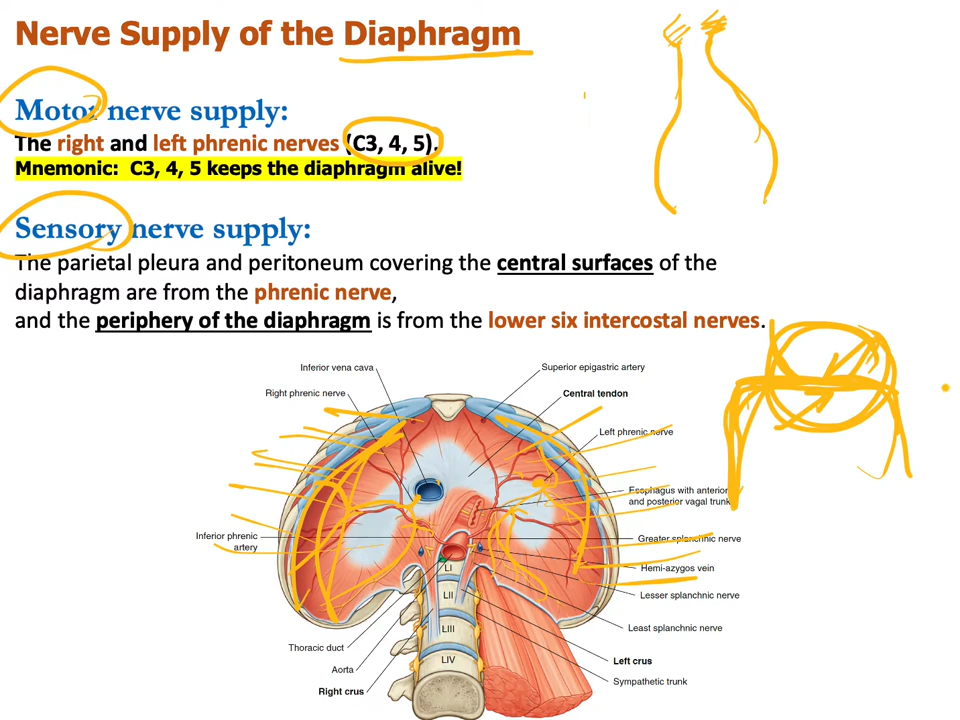 Nerve Supply of the Diaphragm
Motor nerve supply:
The right and left phrenic nerves (C3, 4, 5).
Mnemonic: C3, 4, 5 keeps the diaphragm alive!
Sensory nerve supply:
The parietal pleura and peritoneum covering the central surfaces of the
diaphragm are from the phrenic nerve,
and the periphery of the diaphragm is from the lower six intercostal nerves.
Inferior vena cava
Superior epigastric artery
Right phrenic nerve
Central tendon
Left phrenic nerve
Esophagus with anterior
and posterior vagal trunks
Inferior phrenic
artery
Greater splanchnic nerve
Hemi-azygos vein
Lesser splanchnic nerve
Least splanchnic nerve
Thoracic duct
Aorta
Right crus
Left crus
Sympathetic trunk
LI
LII
LIII
LIV